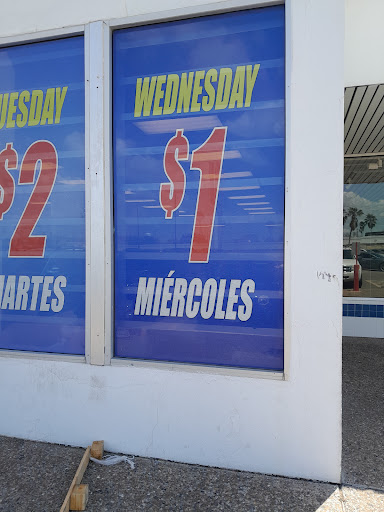 UESDAY
$2
ARTES
WEDNESDAY
$1
MIÉRCOLES